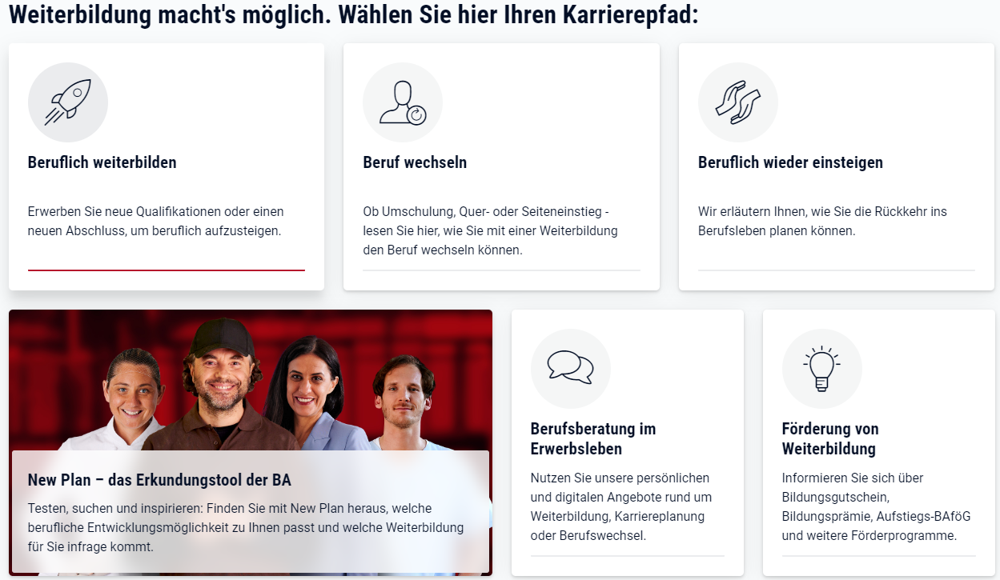 Weiterbildung macht's möglich. Wählen Sie hier Ihren Karrierepfad:
Beruflich weiterbilden
Erwerben Sie neue Qualifikationen oder einen
neuen Abschluss, um beruflich aufzusteigen.
Beruf wechseln
Ob Umschulung, Quer- oder Seiteneinstieg -
lesen Sie hier, wie Sie mit einer Weiterbildung
den Beruf wechseln können.
Beruflich wieder einsteigen
Wir erläutern Ihnen, wie Sie die Rückkehr ins
Berufsleben planen können.
New Plan – das Erkundungstool der BA
Testen, suchen und inspirieren: Finden Sie mit New Plan heraus, welche
berufliche Entwicklungsmöglichkeit zu Ihnen passt und welche Weiterbildung
für Sie infrage kommt.
Berufsberatung im
Erwerbsleben
Nutzen Sie unsere persönlichen
und digitalen Angebote rund um
Weiterbildung, Karriereplanung
oder Berufswechsel.
Förderung von
Weiterbildung
Informieren Sie sich über
Bildungsgutschein,
Bildungsprämie, Aufstiegs-BAföG
und weitere Förderprogramme.